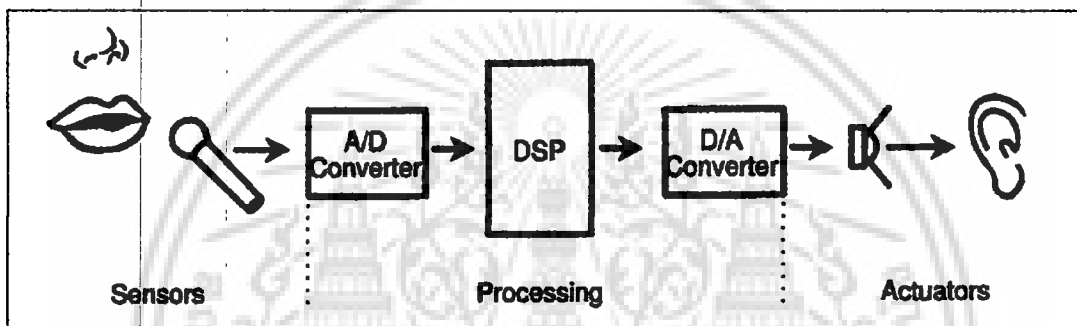 A/D
Converter
DSP
D/A
Converter
Sensors
Processing
Actuators